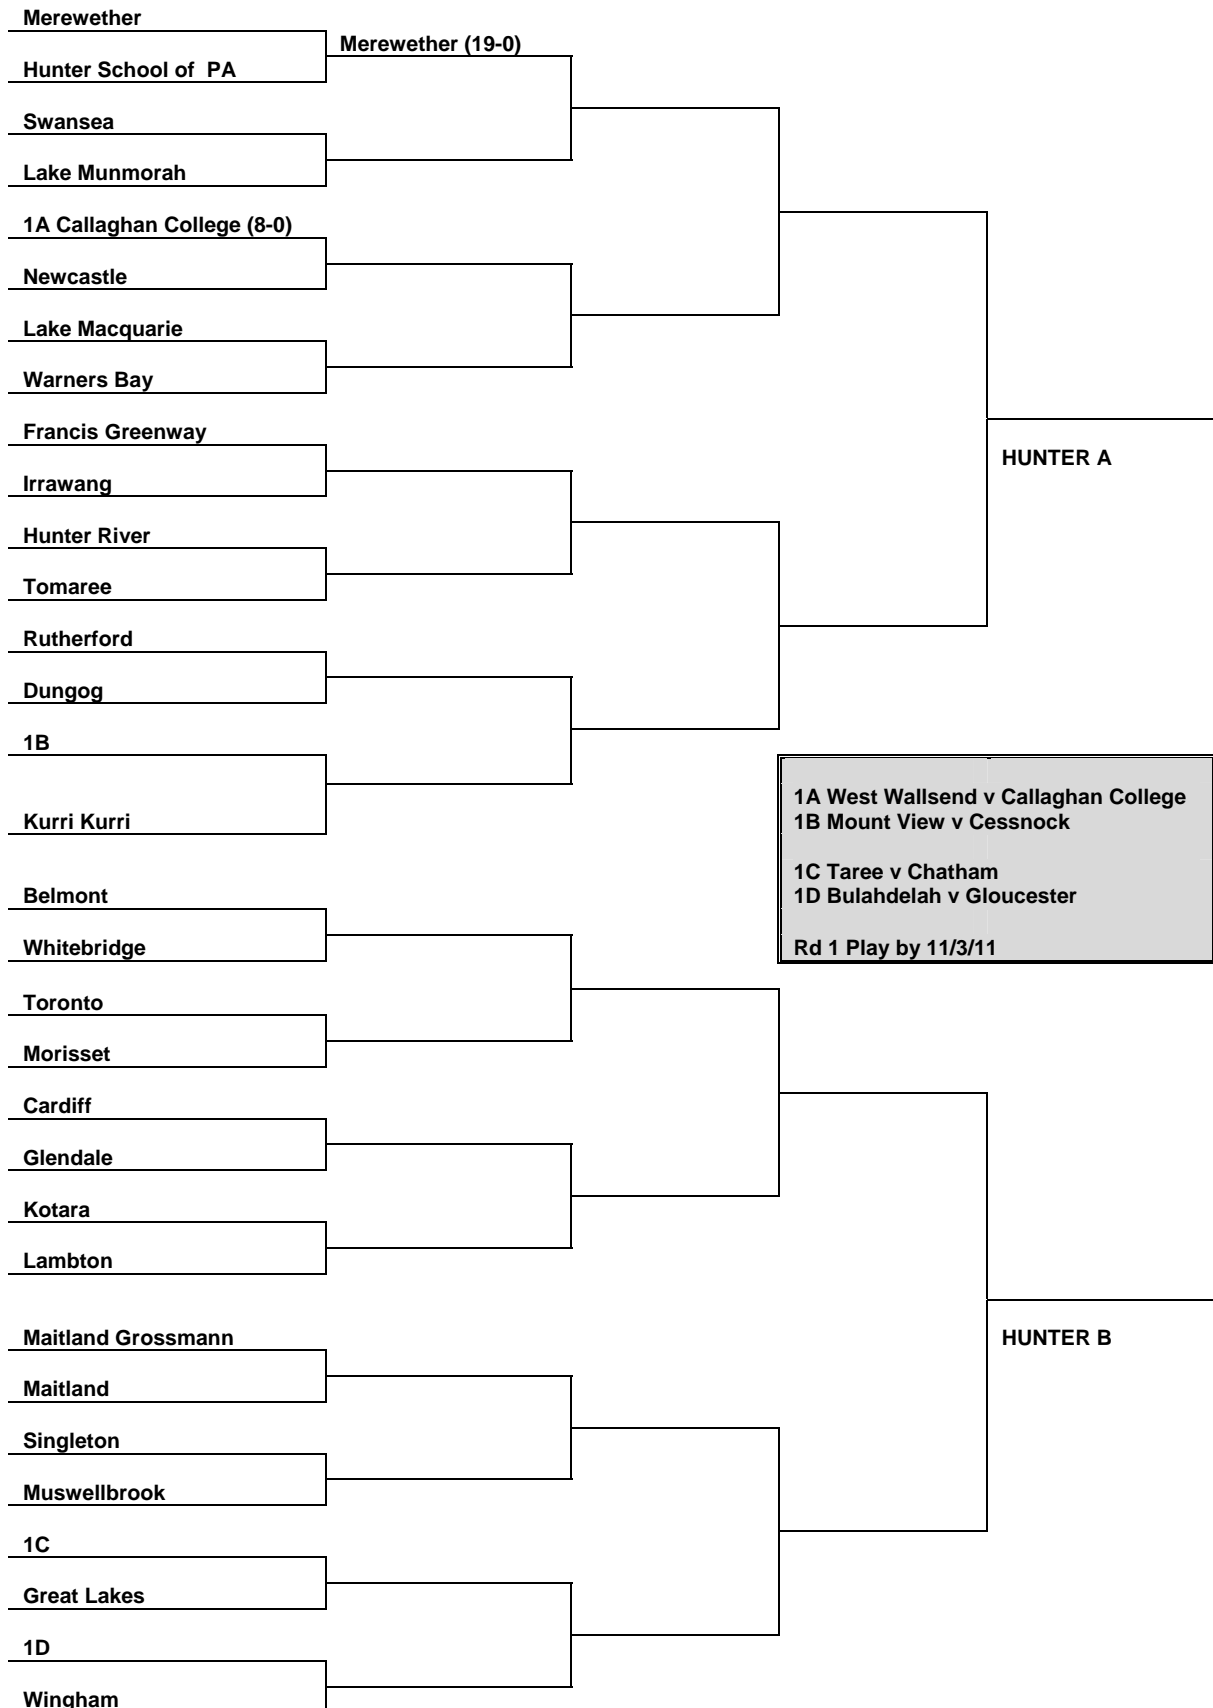 Merewether
Merewether (19-0)
Hunter School of  PA
Swansea
Lake Munmorah
1A Callaghan College (8-0)
Newcastle
Lake Macquarie
Warners Bay
Francis Greenway
HUNTER A
Irrawang
Hunter River
Tomaree
Rutherford
Dungog
1B
1A West Wallsend v Callaghan College
1B Mount View v Cessnock
Kurri Kurri
1C Taree v Chatham
1D Bulahdelah v Gloucester
Belmont
Whitebridge
Rd 1 Play by 11/3/11
Toronto
Morisset
Cardiff
Glendale
Kotara
Lambton
Maitland Grossmann
HUNTER B
Maitland
Singleton
Muswellbrook
1C
Great Lakes
1D
Wingham